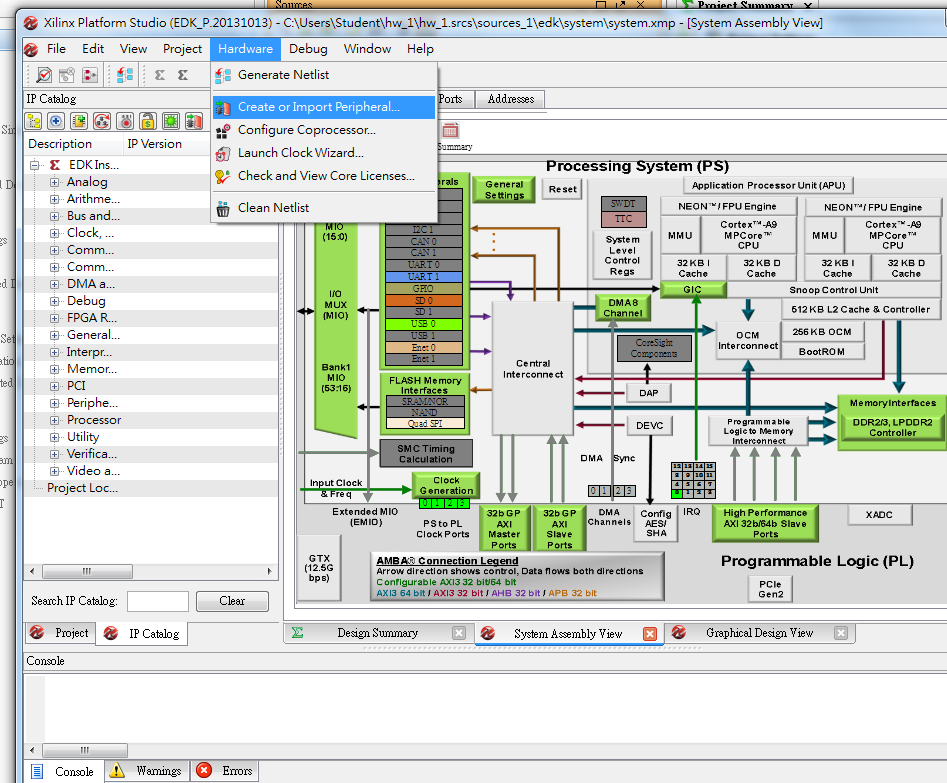 Sources
Project Summary
Xilinx Platform Studio (EDK_P.20131013) - C:\Users\Student\hw_1\hw_1.srcs\sources_1\edk\system\system.xmp - [System Assembly View]
File Edit View Project Hardware Debug Window Help
Generate Netlist
Create or Import Peripheral...
Configure Coprocessor...
Launch Clock Wizard...
Check and View Core Licenses...
Clean Netlist
IP Catalog
Description IP Version
EDK Ins...
Analog
Arithme...
Bus and...
Clock, ...
Comm...
Comm...
DMA a...
Debug
FPGA R...
General...
Interpr...
Memor...
PCI
Periphe...
Processor
Utility
Verifica...
Video a...
Project Loc...
Search IP Catalog:
Clear
Project
IP Catalog
Ports
Addresses
Summary
Processing System (PS)
General
Settings
Reset
Application Processor Unit (APU)
SWDT
TTC
System
Level
Control
Regs
NEON™/ FPU Engine
MMU
Cortex™-A9
MPCore™
CPU
32 KB I
Cache
32 KB D
Cache
NEON™/ FPU Engine
MMU
Cortex™-A9
MPCore™
CPU
32 KB I
Cache
32 KB D
Cache
GIC
Snoop Control Unit
DMA8
Channel
512 KB L2 Cache & Controller
OCM
Interconnect
256 KB OCM
BootROM
CoreSight
Components
MIO
(15:0)
I/O
MUX
(MIO)
Bank1
MIO
(53:16)
I2C 1
CAN 0
CAN 1
UART 0
UART 1
GPIO
SD 0
SD 1
USB 0
USB 1
Enet 0
Enet 1
FLASH Memory
Interfaces
SRAM/NOR
NAND
Quad SPI
SMC Timing
Calculation
Central
Interconnect
DAP
DEVC
Programmable
Logic to Memory
Interconnect
Memory Interfaces
DDR2/3, LPDDR2
Controller
DMA Sync
0 1 2 3
Input Clock
& Freq
Clock
Generation
0 1 2 3
Extended MIO
(EMIO)
PS to PL
Clock Ports
32b GP
AXI
Master
Ports
32b GP
AXI
Slave
Ports
DMA
Channels
Config
AES/
SHA
IRQ
12 13 14 15
8 9 10 11
4 5 6 7
High Performance
AXI 32b/64b Slave
Ports
XADC
GTX
(12.5G
bps)
AMBA® Connection Legend
Arrow direction shows control, Data flows both directions
Configurable AXI3 32 bit/64 bit
AXI3 64 bit / AXI3 32 bit / AHB 32 bit / APB 32 bit
Programmable Logic (PL)
PCIe
Gen2
Design Summary
System Assembly View
Graphical Design View
Console
Console
Warnings
Errors